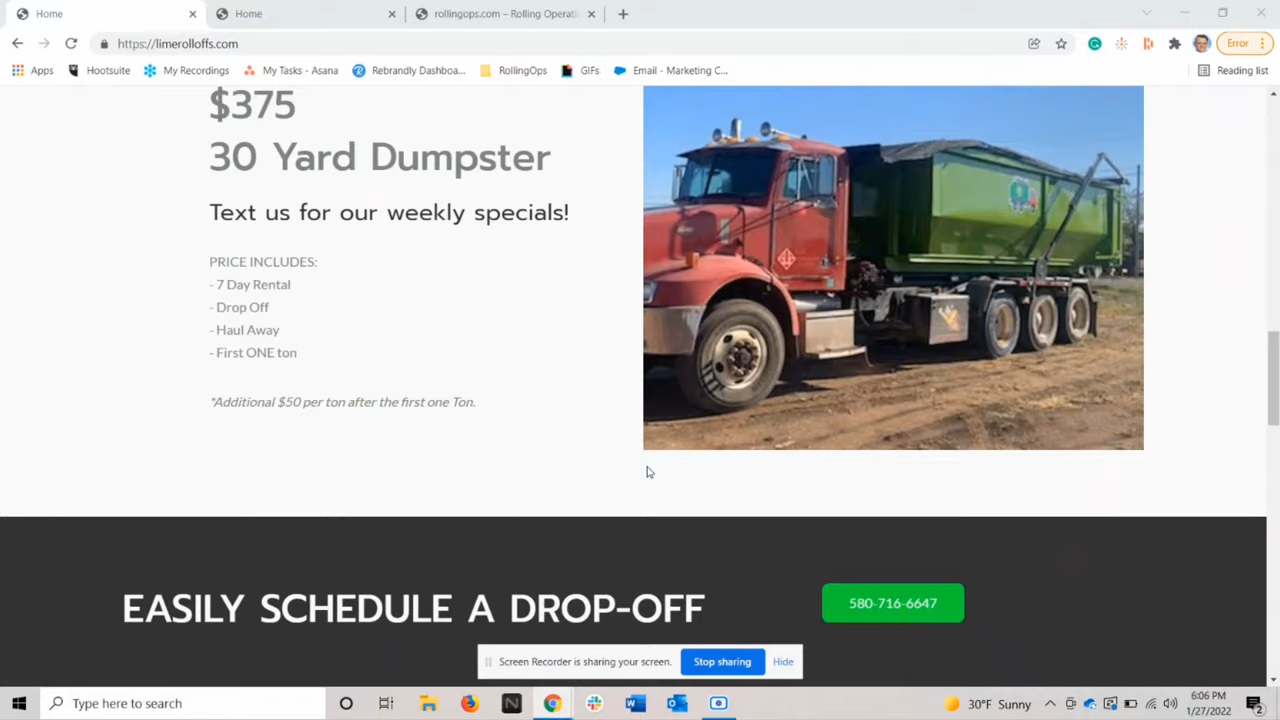 Home
Home
rollingops.com – Rolling Operati
https://limerolloffs.com
Error
Apps
Hootsuite
My Recordings
My Tasks - Asana
Rebrandly Dashboa...
RollingOps
GIFs
Email - Marketing C...
Reading list
$375
30 Yard Dumpster
Text us for our weekly specials!
PRICE INCLUDES:
- 7 Day Rental
- Drop Off
- Haul Away
- First ONE ton
*Additional $50 per ton after the first one Ton.
EASILY SCHEDULE A DROP-OFF
580-716-6647
Screen Recorder is sharing your screen.
Stop sharing
Hide
Type here to search
30°F Sunny
6:06 PM
1/27/2022
2